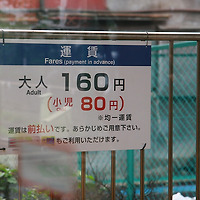 運賃
Fares (payment in advance)
大人 160円
Adult
(小児 80円)
※均一運賃
運賃は前払いです。あらかじめご用意下さい。
もご利用いただけます。